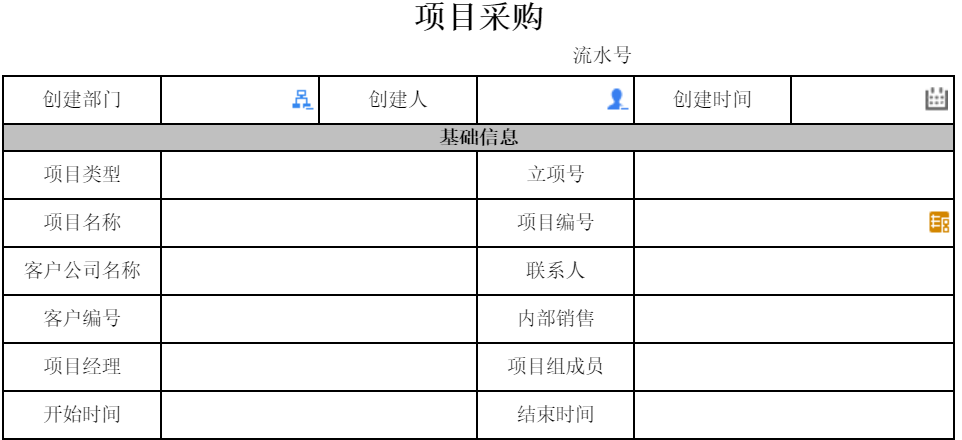 项目采购
流水号
创建部门 创建人 创建时间
基础信息
项目类型 立项号
项目名称 项目编号
客户公司名称 联系人
客户编号 内部销售
项目经理 项目组成员
开始时间 结束时间